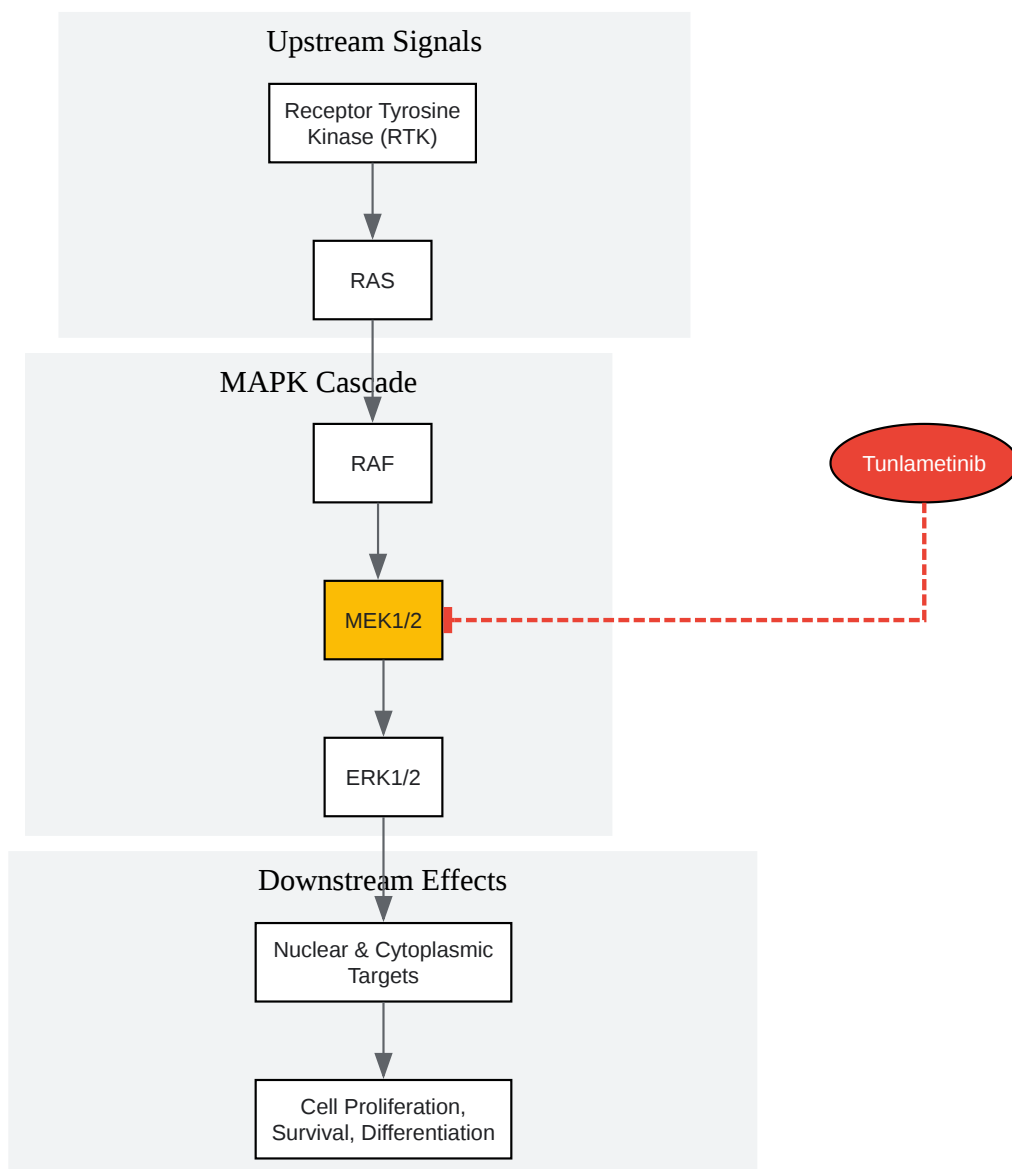 Upstream Signals
Receptor Tyrosine
Kinase (RTK)
RAS
MAPK Cascade
RAF
Tunlametinib
MEK1/2
ERK1/2
Downstream Effects
Nuclear & Cytoplasmic
Targets
Cell Proliferation,
Survival, Differentiation